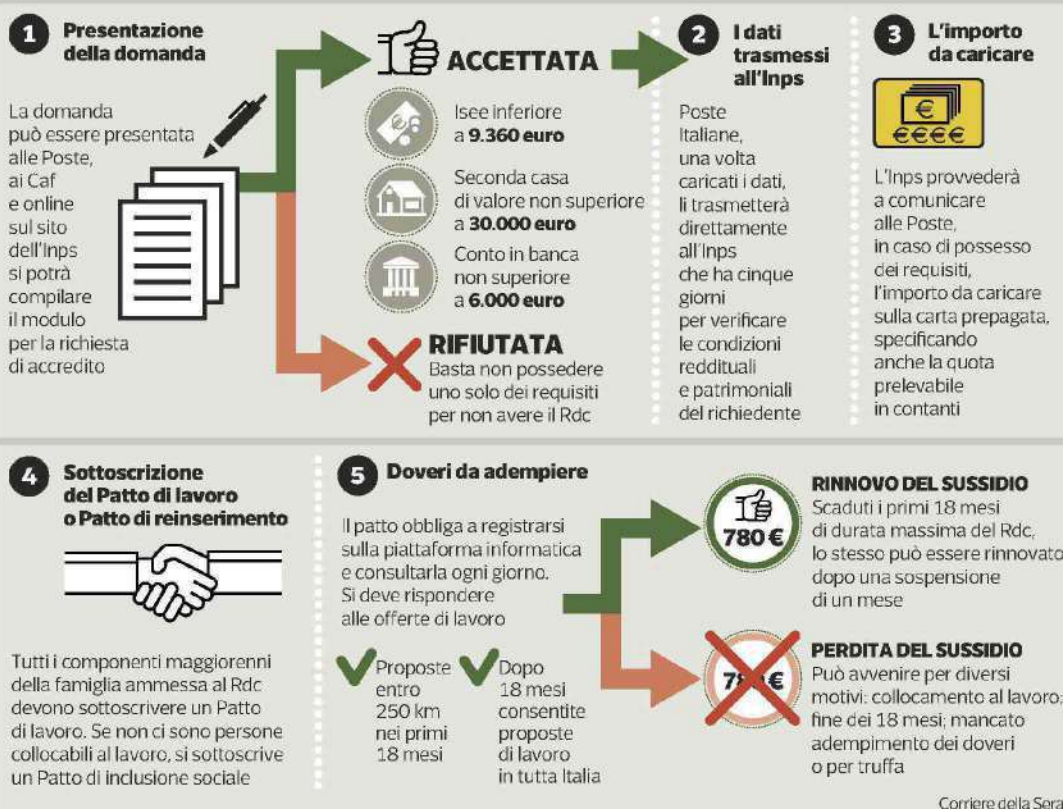 1
Presentazione
della domanda
La domanda
può essere presentata
alle Poste,
ai Caf
e online
sul sito
dell'Inps
si potrà
compilare
il modulo
per la richiesta
di accredito
ACCETTATA
Isee inferiore
a 9.360 euro
Seconda casa
di valore non superiore
a 30.000 euro
Conto in banca
non superiore
a 6.000 euro
RIFIUTATA
Basta non possedere
uno solo dei requisiti
per non avere il Rdc
2
I dati
trasmessi
all'Inps
Poste
Italiane,
una volta
caricati i dati,
li trasmetterà
direttamente
all'Inps
che ha cinque
giorni
per verificare
le condizioni
reddituali
e patrimoniali
del richiedente
3
L'importo
da caricare
€
€€€€
L'Inps provvederà
a comunicare
alle Poste,
in caso di possesso
dei requisiti,
l'importo da caricare
sulla carta prepagata,
specificando
anche la quota
prelevabile
in contanti
4
Sottoscrizione
del Patto di lavoro
o Patto di reinserimento
Tutti i componenti maggiorenni
della famiglia ammessa al Rdc
devono sottoscrivere un Patto
di lavoro. Se non ci sono persone
collocabili al lavoro, si sottoscrive
un Patto di inclusione sociale
5
Doveri da adempiere
Il patto obbliga a registrarsi
sulla piattaforma informatica
e consultarla ogni giorno.
Si deve rispondere
alle offerte di lavoro
Proposte
entro
250 km
nei primi
18 mesi
Dopo
18 mesi
consentite
proposte
di lavoro
in tutta Italia
780 €
RINNOVO DEL SUSSIDIO
Scaduti i primi 18 mesi
di durata massima del Rdc,
lo stesso può essere rinnovato
dopo una sospensione
di un mese
780 €
PERDITA DEL SUSSIDIO
Può avvenire per diversi
motivi: collocamento al lavoro;
fine dei 18 mesi; mancato
adempimento dei doveri
o per truffa
Corriere della Sera